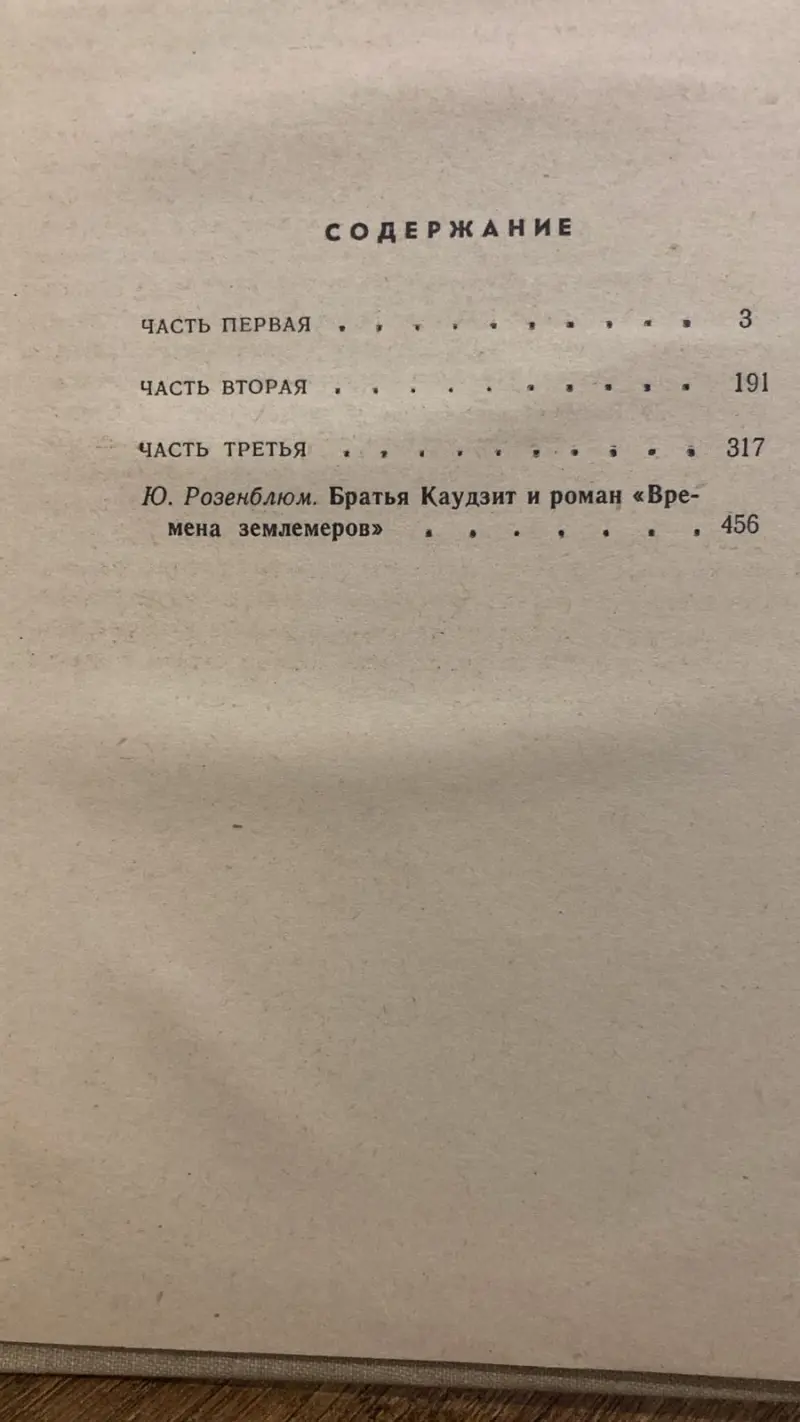 СОДЕРЖАНИЕ
ЧАСТЬ ПЕРВАЯ . . . . . . . . . . 3
ЧАСТЬ ВТОРАЯ . . . . . . . . . . 191
ЧАСТЬ ТРЕТЬЯ . . . . . . . . . . 317
Ю. Розенблюм. Братья Каудзит и роман «Вре-
мена землемеров» . . . . . . . 456